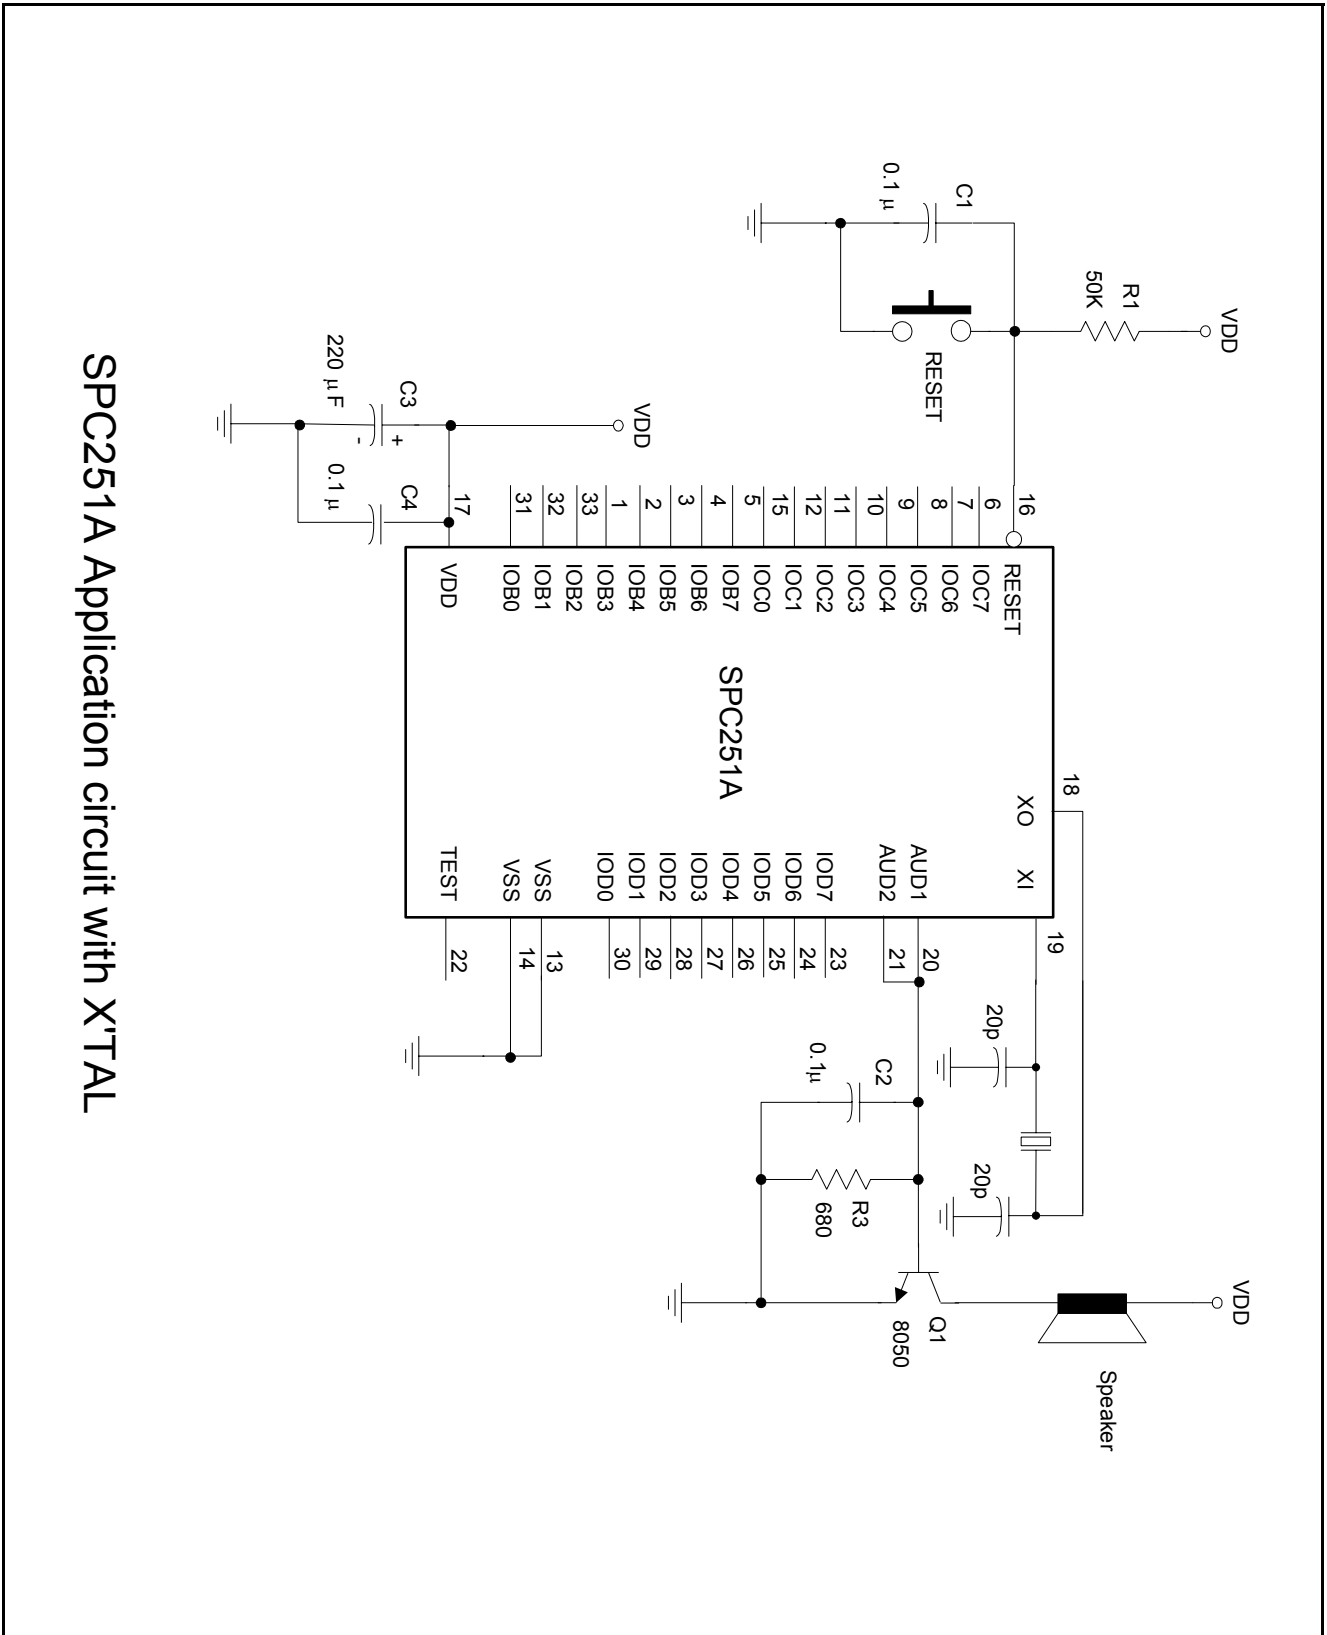 VDD
R1
50K
C1
0.1 μ
RESET
VDD
C3
220 μ F
+
-
C4
0.1 μ
16
6
7
8
9
10
11
12
15
5
4
3
2
1
33
32
31
17
RESET
IOC7
IOC6
IOC5
IOC4
IOC3
IOC2
IOC1
IOC0
IOB7
IOB6
IOB5
IOB4
IOB3
IOB2
IOB1
IOB0
VDD
SPC251A
XO
XI
18
19
AUD1
AUD2
IOD7
IOD6
IOD5
IOD4
IOD3
IOD2
IOD1
IOD0
VSS
VSS
TEST
20
21
23
24
25
26
27
28
29
30
13
14
22
20p
20p
C2
0.1μ
R3
680
Q1
8050
VDD
Speaker
SPC251A Application circuit with X'TAL